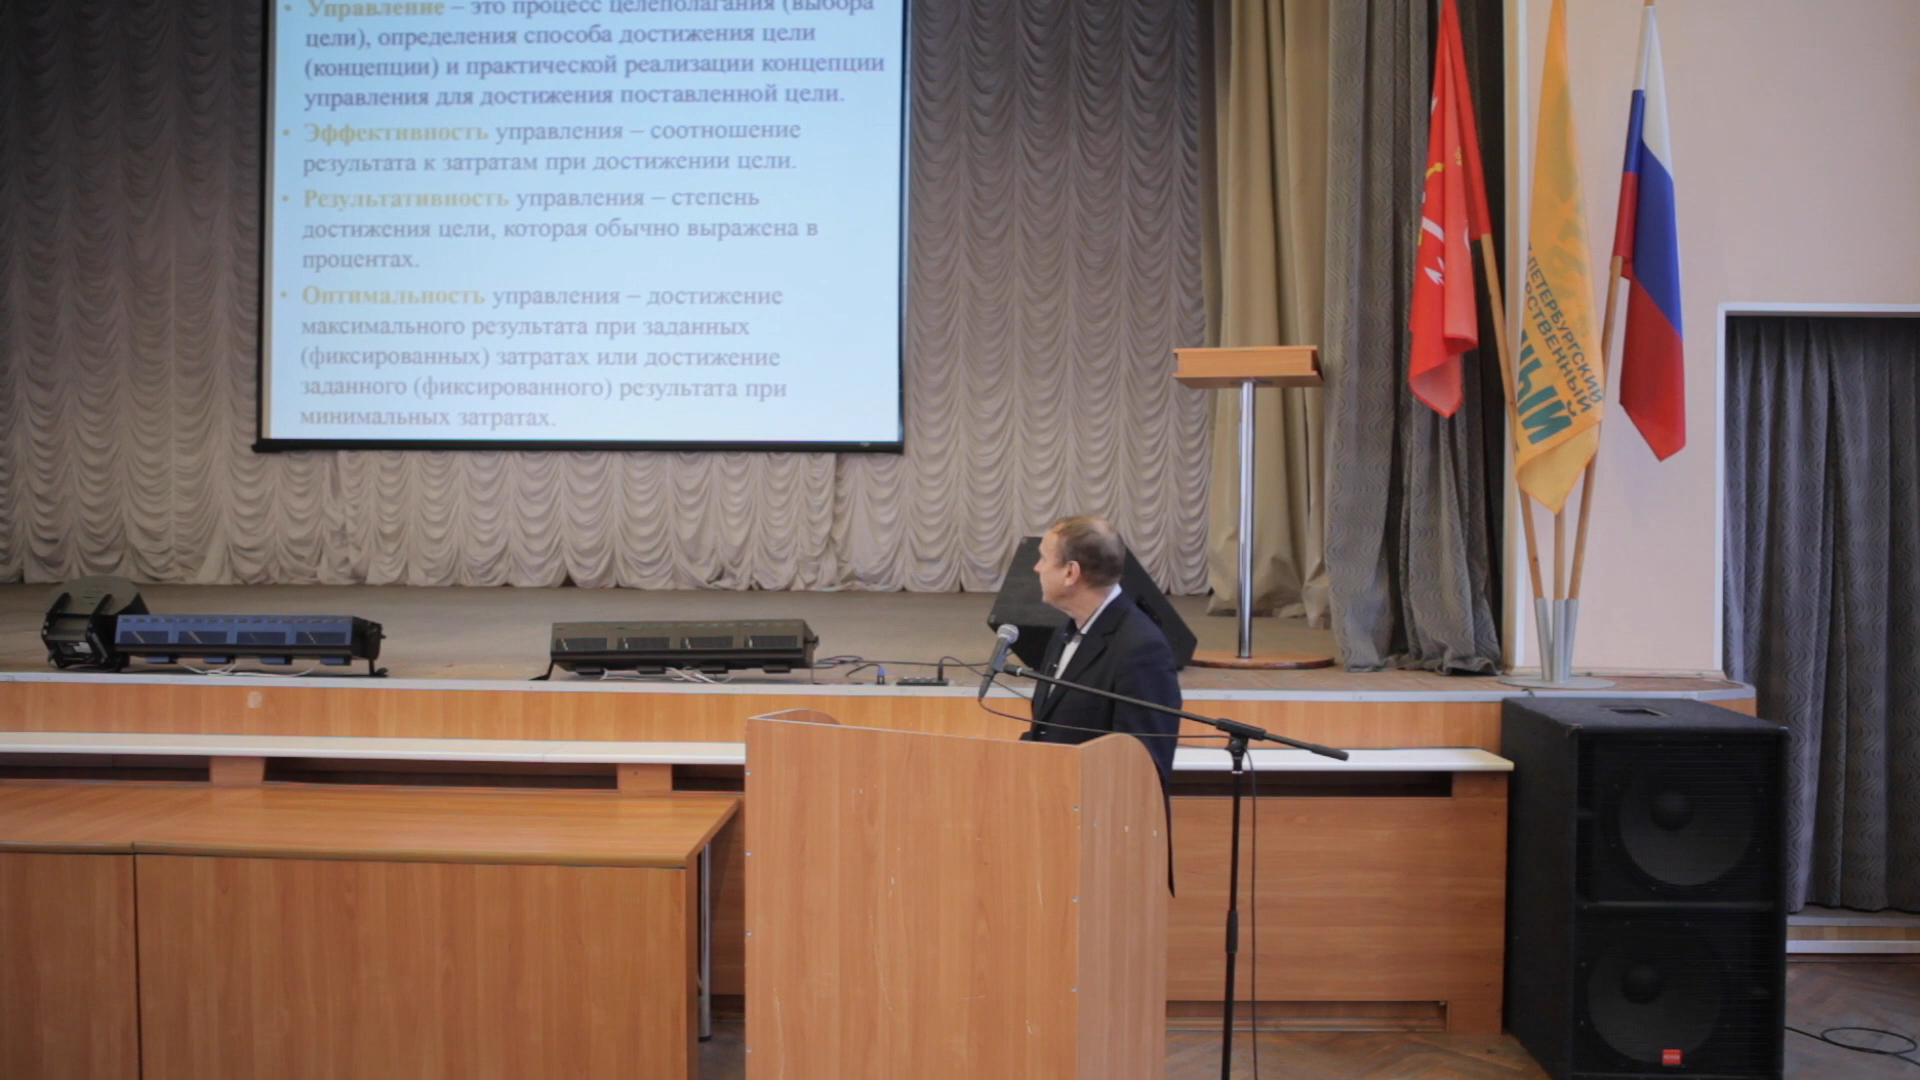 • Управление – это процесс целеполагания (выбора
цели), определения способа достижения цели
(концепции) и практической реализации концепции
управления для достижения поставленной цели.
• Эффективность управления – соотношение
результата к затратам при достижении цели.
• Результативность управления – степень
достижения цели, которая обычно выражена в
процентах.
• Оптимальность управления – достижение
максимального результата при заданных
(фиксированных) затратах или достижение
заданного (фиксированного) результата при
минимальных затратах.
ПЕТЕРБУРГСКИЙ